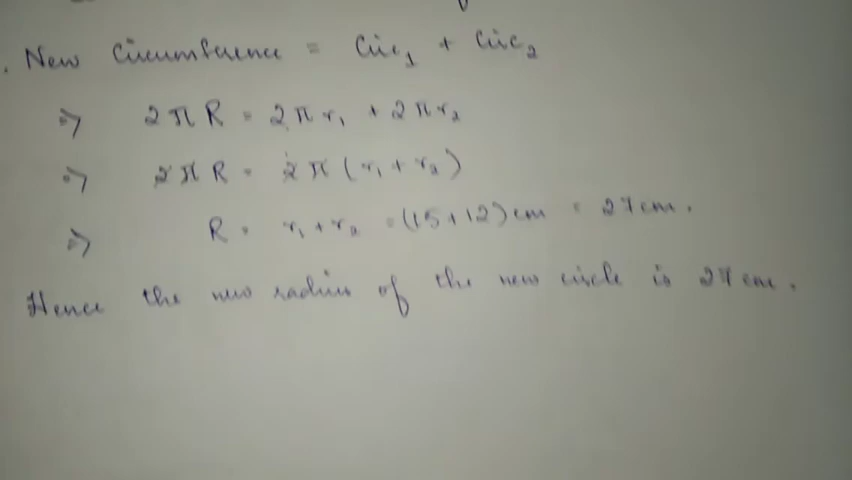 . New Circumference = Circ₁ + Circ₂
⇒ 2πR = 2πr₁ + 2πr₂
⇒ 2πR = 2π(r₁ + r₂)
⇒ R = r₁ + r₂ = (15+12) cm = 27 cm.
Hence the new radius of the new circle is 27 cm.